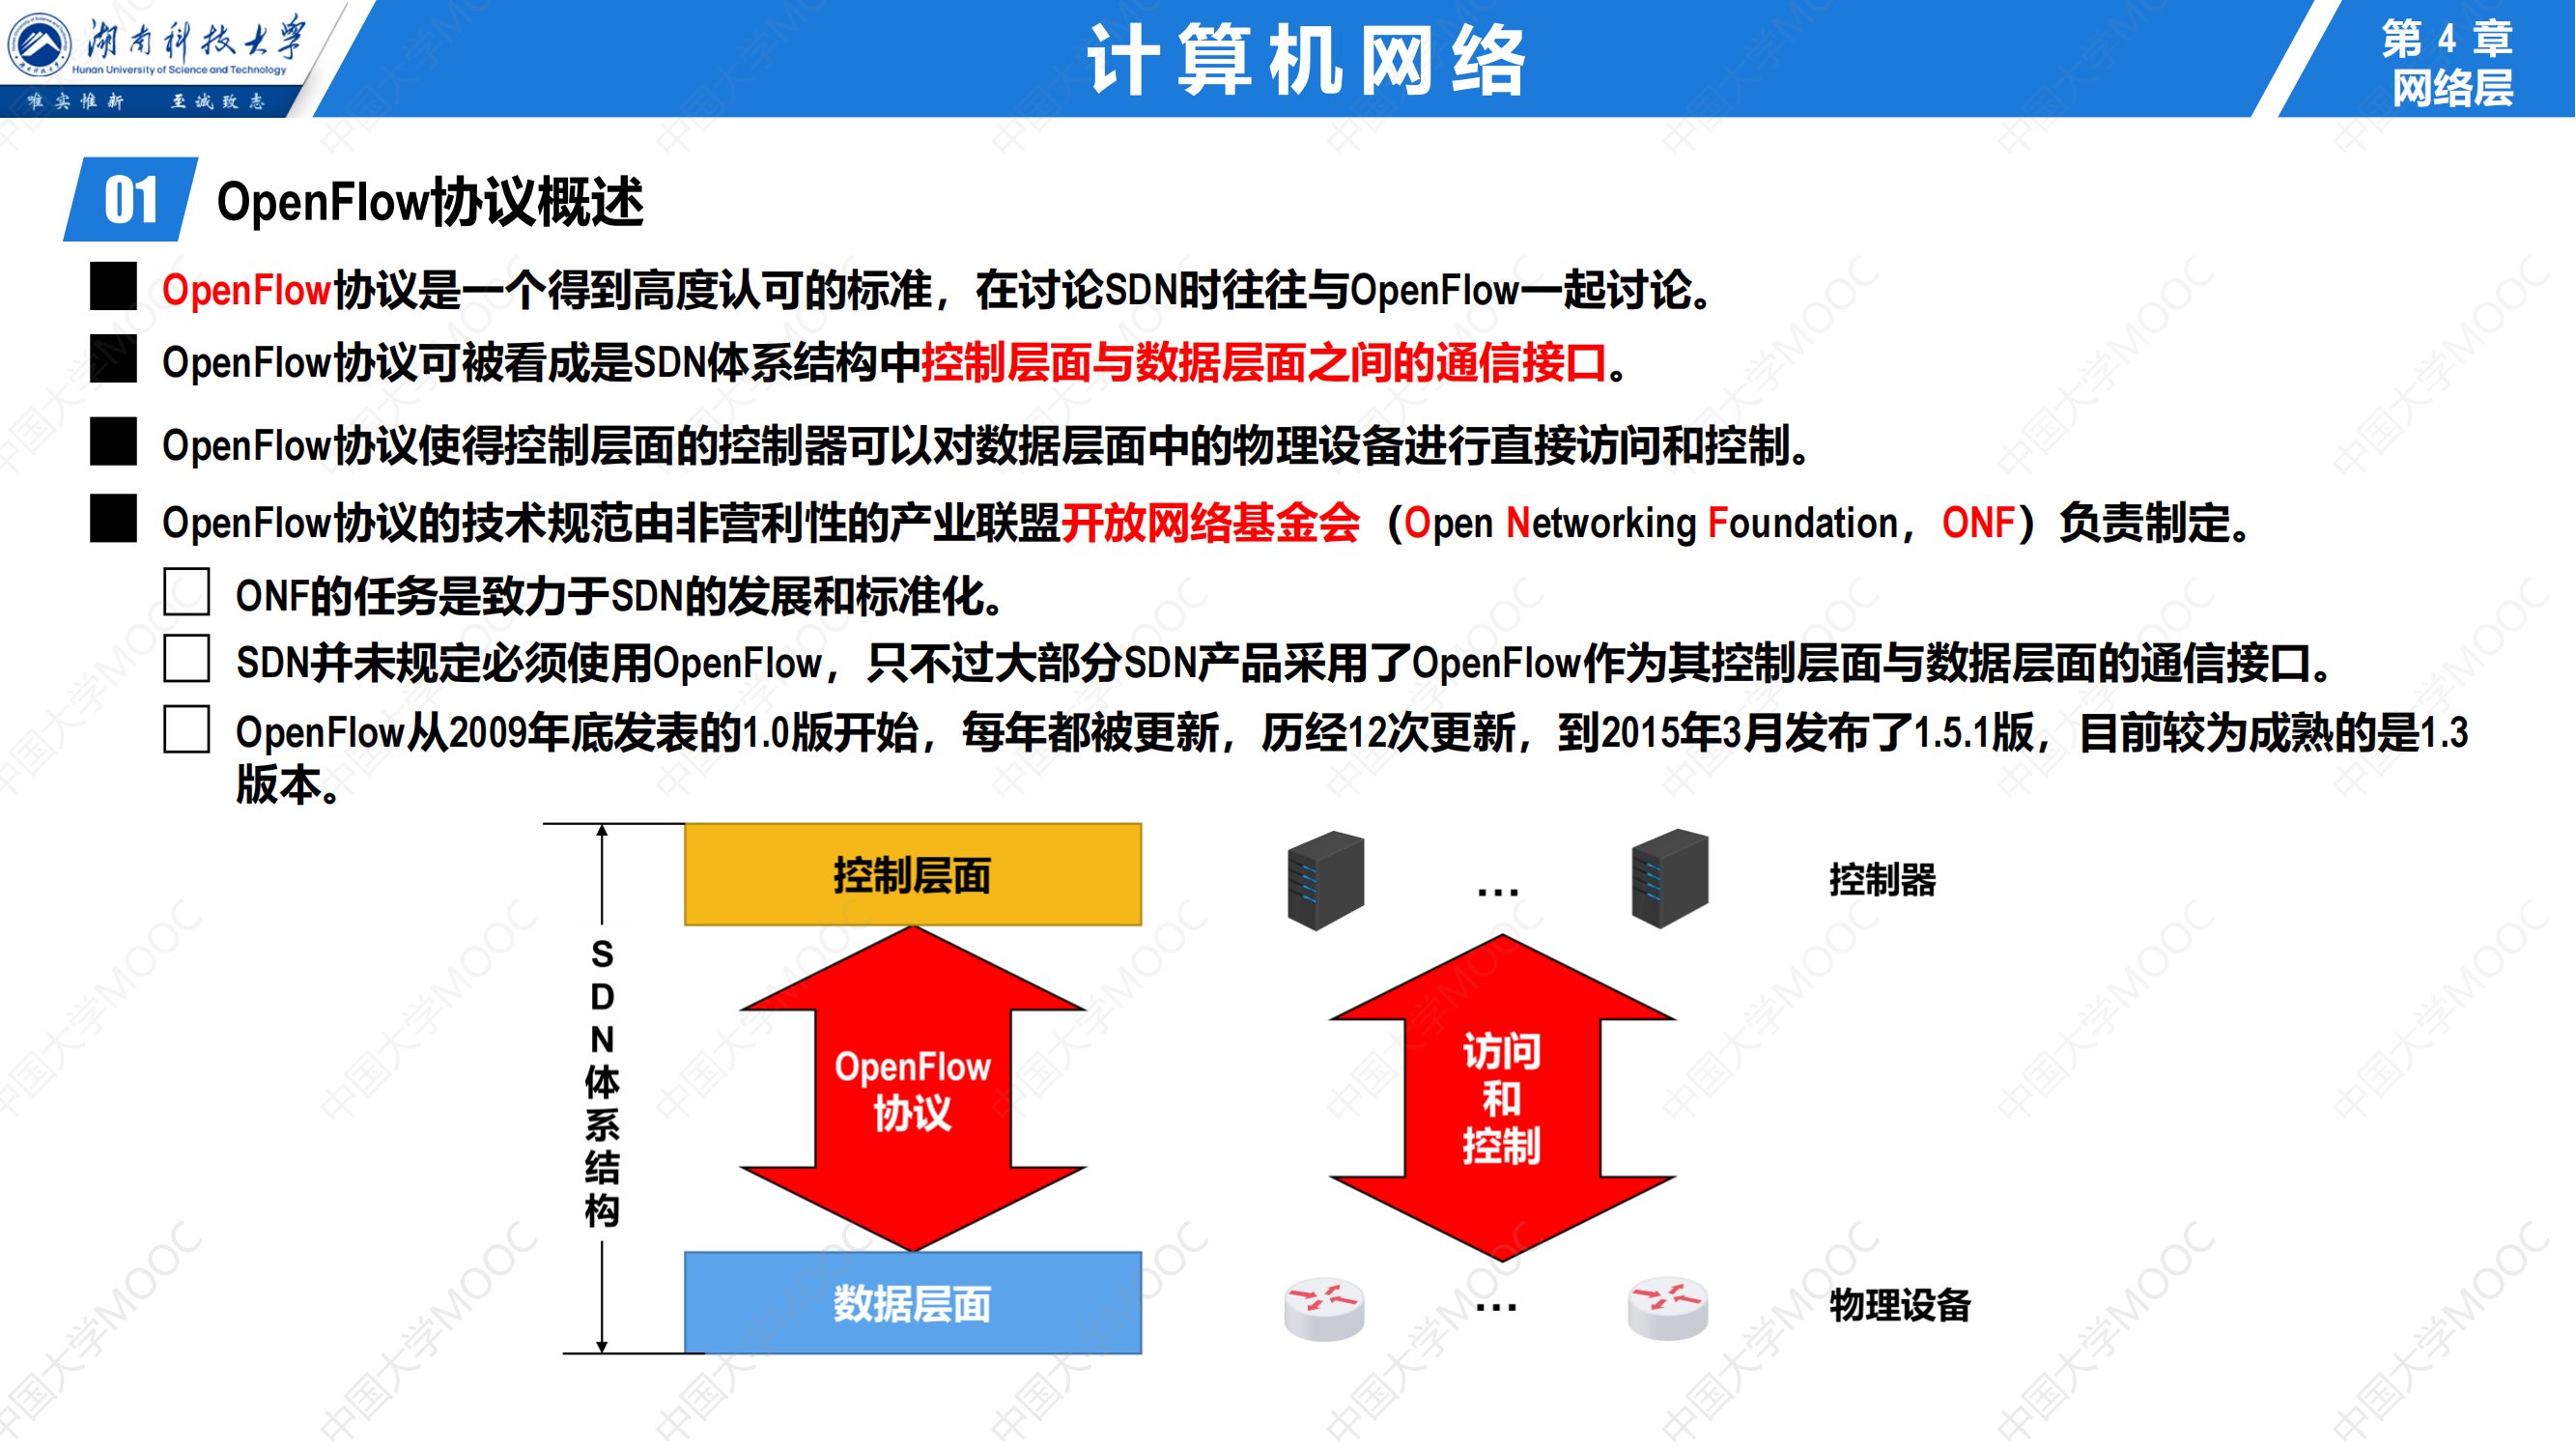 湖南科技大学
Hunan University of Science and Technology
唯实惟新 至诚致志
计算机网络
第 4 章
网络层
01 OpenFlow协议概述
OpenFlow协议是一个得到高度认可的标准，在讨论SDN时往往与OpenFlow一起讨论。
OpenFlow协议可被看成是SDN体系结构中控制层面与数据层面之间的通信接口。
OpenFlow协议使得控制层面的控制器可以对数据层面中的物理设备进行直接访问和控制。
OpenFlow协议的技术规范由非营利性的产业联盟开放网络基金会（Open Networking Foundation，ONF）负责制定。
ONF的任务是致力于SDN的发展和标准化。
SDN并未规定必须使用OpenFlow，只不过大部分SDN产品采用了OpenFlow作为其控制层面与数据层面的通信接口。
OpenFlow从2009年底发表的1.0版开始，每年都被更新，历经12次更新，到2015年3月发布了1.5.1版，目前较为成熟的是1.3
版本。
控制层面
… 控制器
SDN体系结构
OpenFlow
协议
访问
和
控制
数据层面
… 物理设备
中国大学MOOC